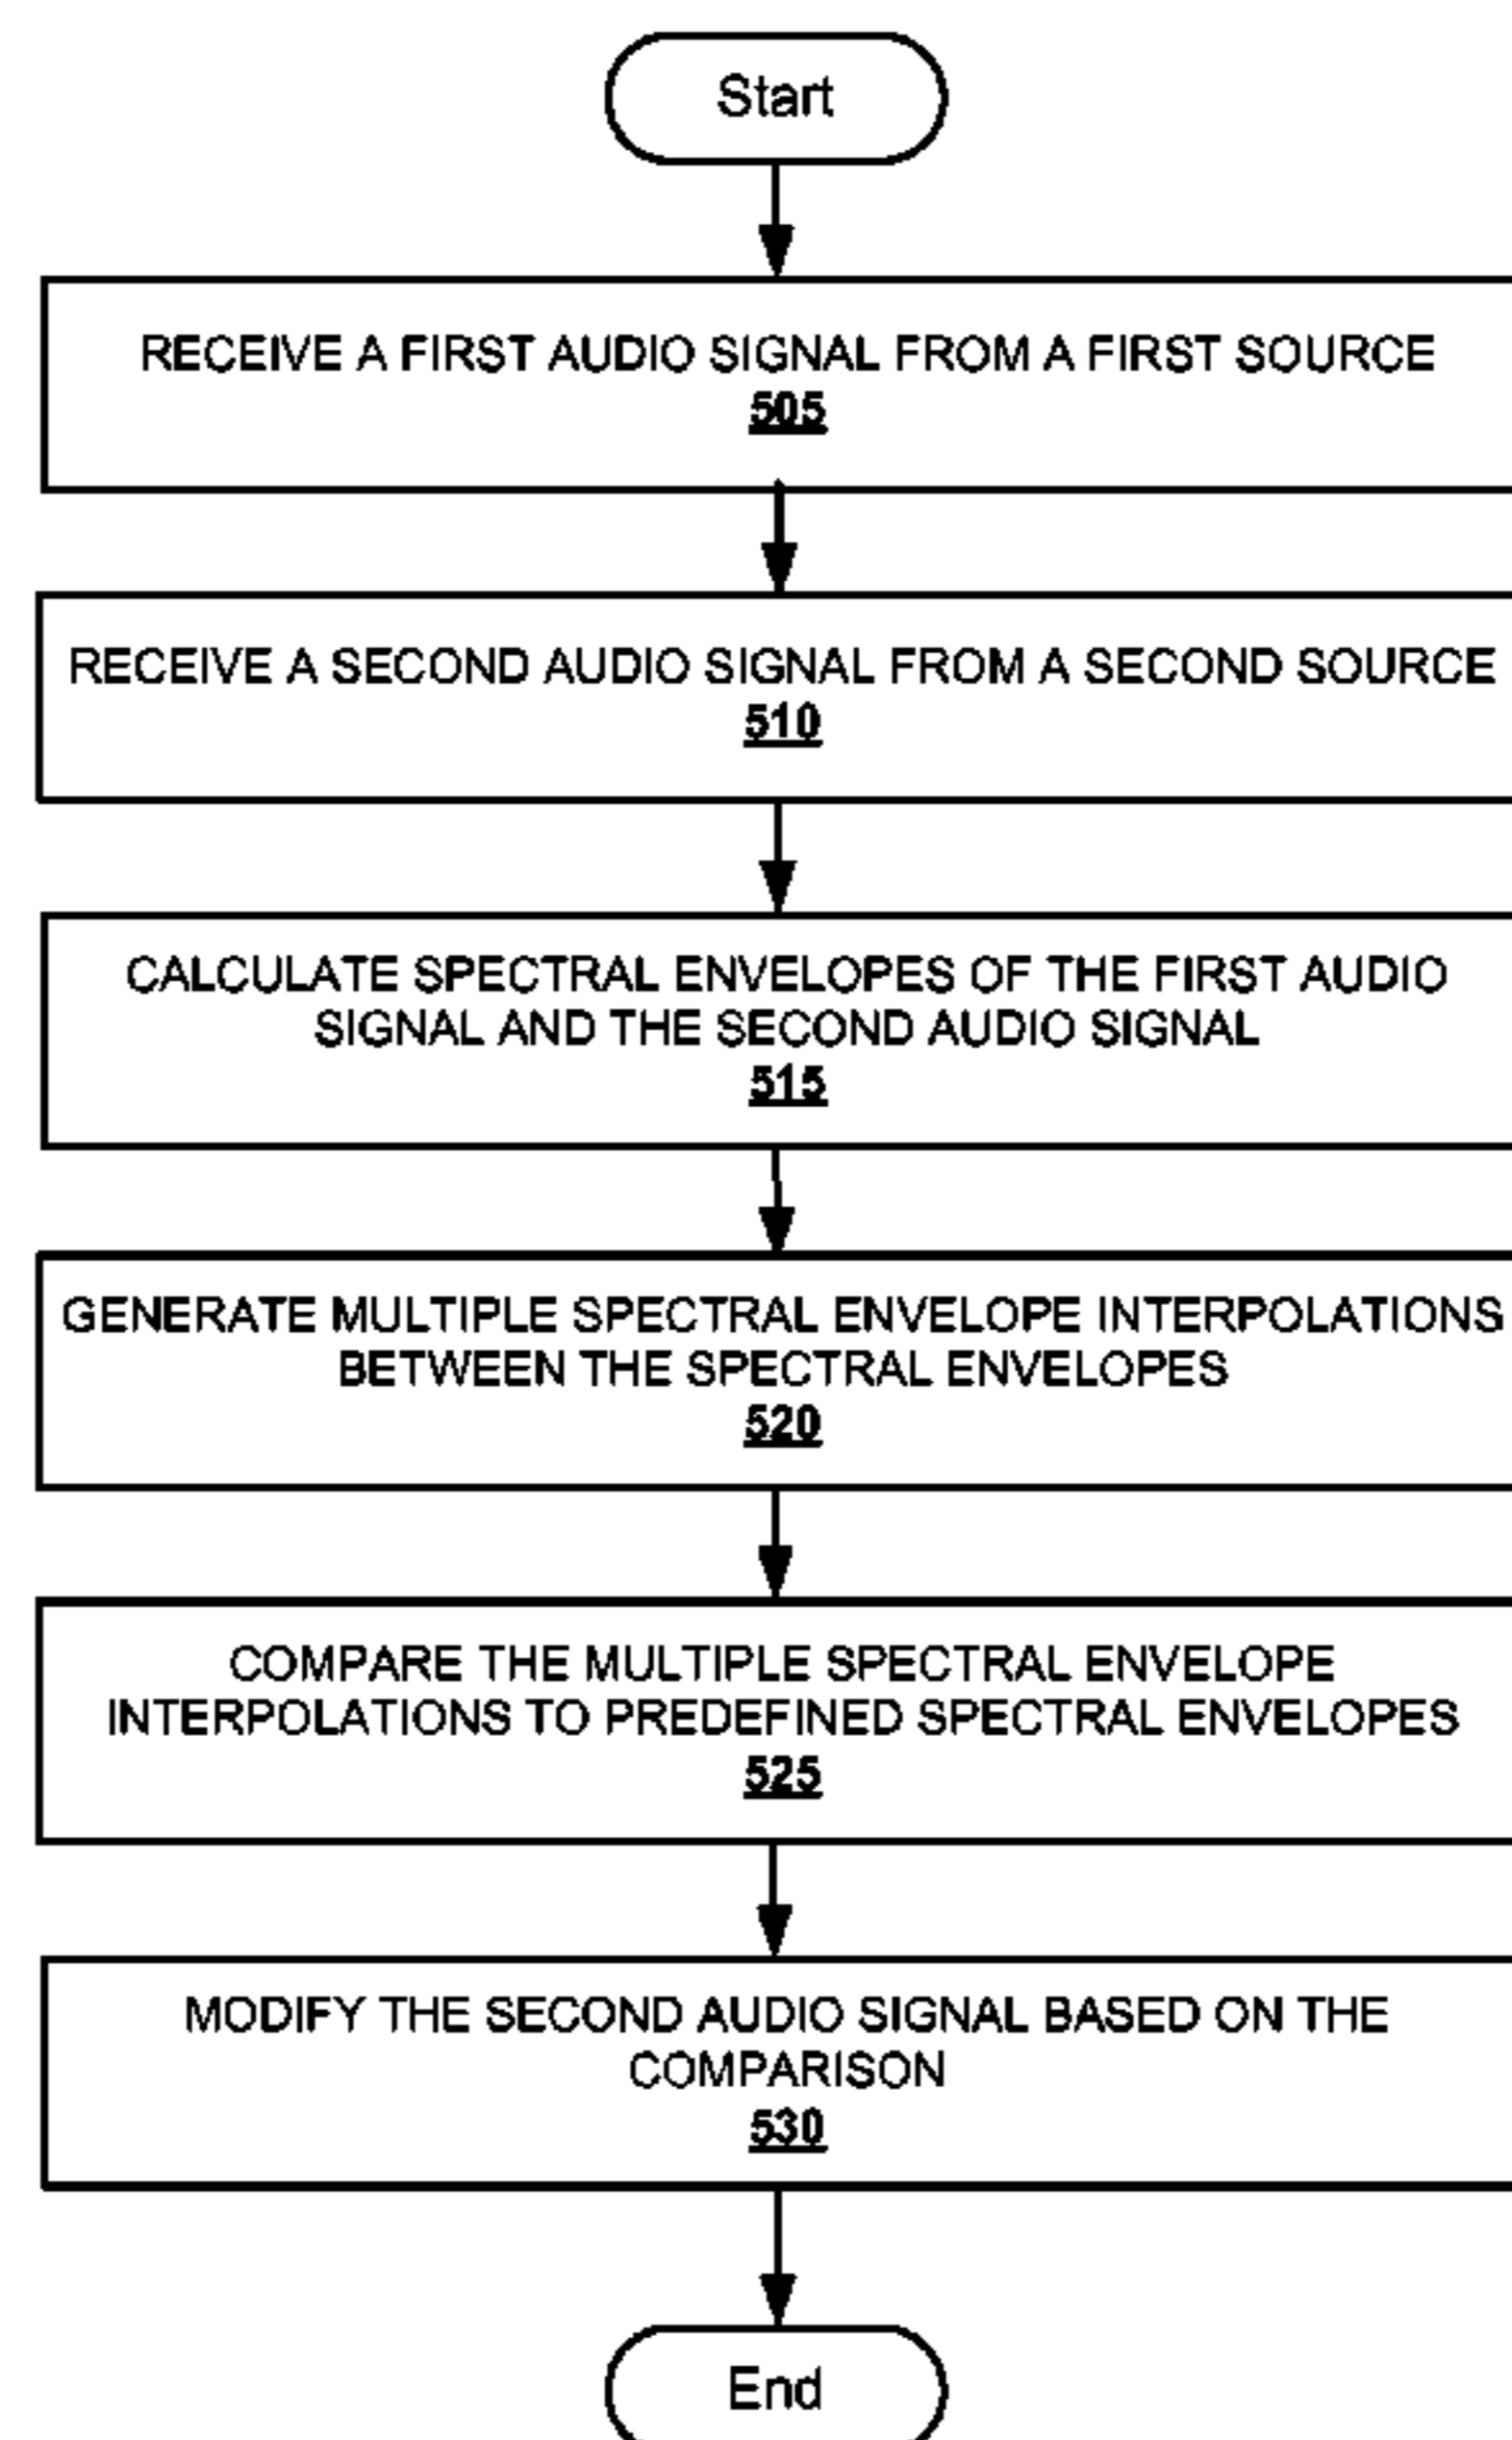 Start
RECEIVE A FIRST AUDIO SIGNAL FROM A FIRST SOURCE
505
RECEIVE A SECOND AUDIO SIGNAL FROM A SECOND SOURCE
510
CALCULATE SPECTRAL ENVELOPES OF THE FIRST AUDIO
SIGNAL AND THE SECOND AUDIO SIGNAL
515
GENERATE MULTIPLE SPECTRAL ENVELOPE INTERPOLATIONS
BETWEEN THE SPECTRAL ENVELOPES
520
COMPARE THE MULTIPLE SPECTRAL ENVELOPE
INTERPOLATIONS TO PREDEFINED SPECTRAL ENVELOPES
525
MODIFY THE SECOND AUDIO SIGNAL BASED ON THE
COMPARISON
530
End